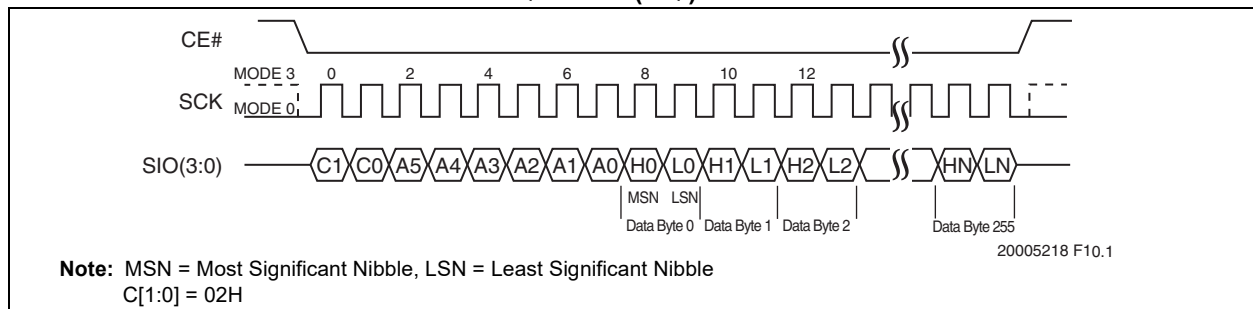 CE#
MODE 3 0 2 4 6 8 10 12
SCK
MODE 0
SIO(3:0) C1 C0 A5 A4 A3 A2 A1 A0 H0 L0 H1 L1 H2 L2 HN LN
MSN LSN
Data Byte 0 Data Byte 1 Data Byte 2 Data Byte 255
20005218 F10.1
Note: MSN = Most Significant Nibble, LSN = Least Significant Nibble
C[1:0] = 02H